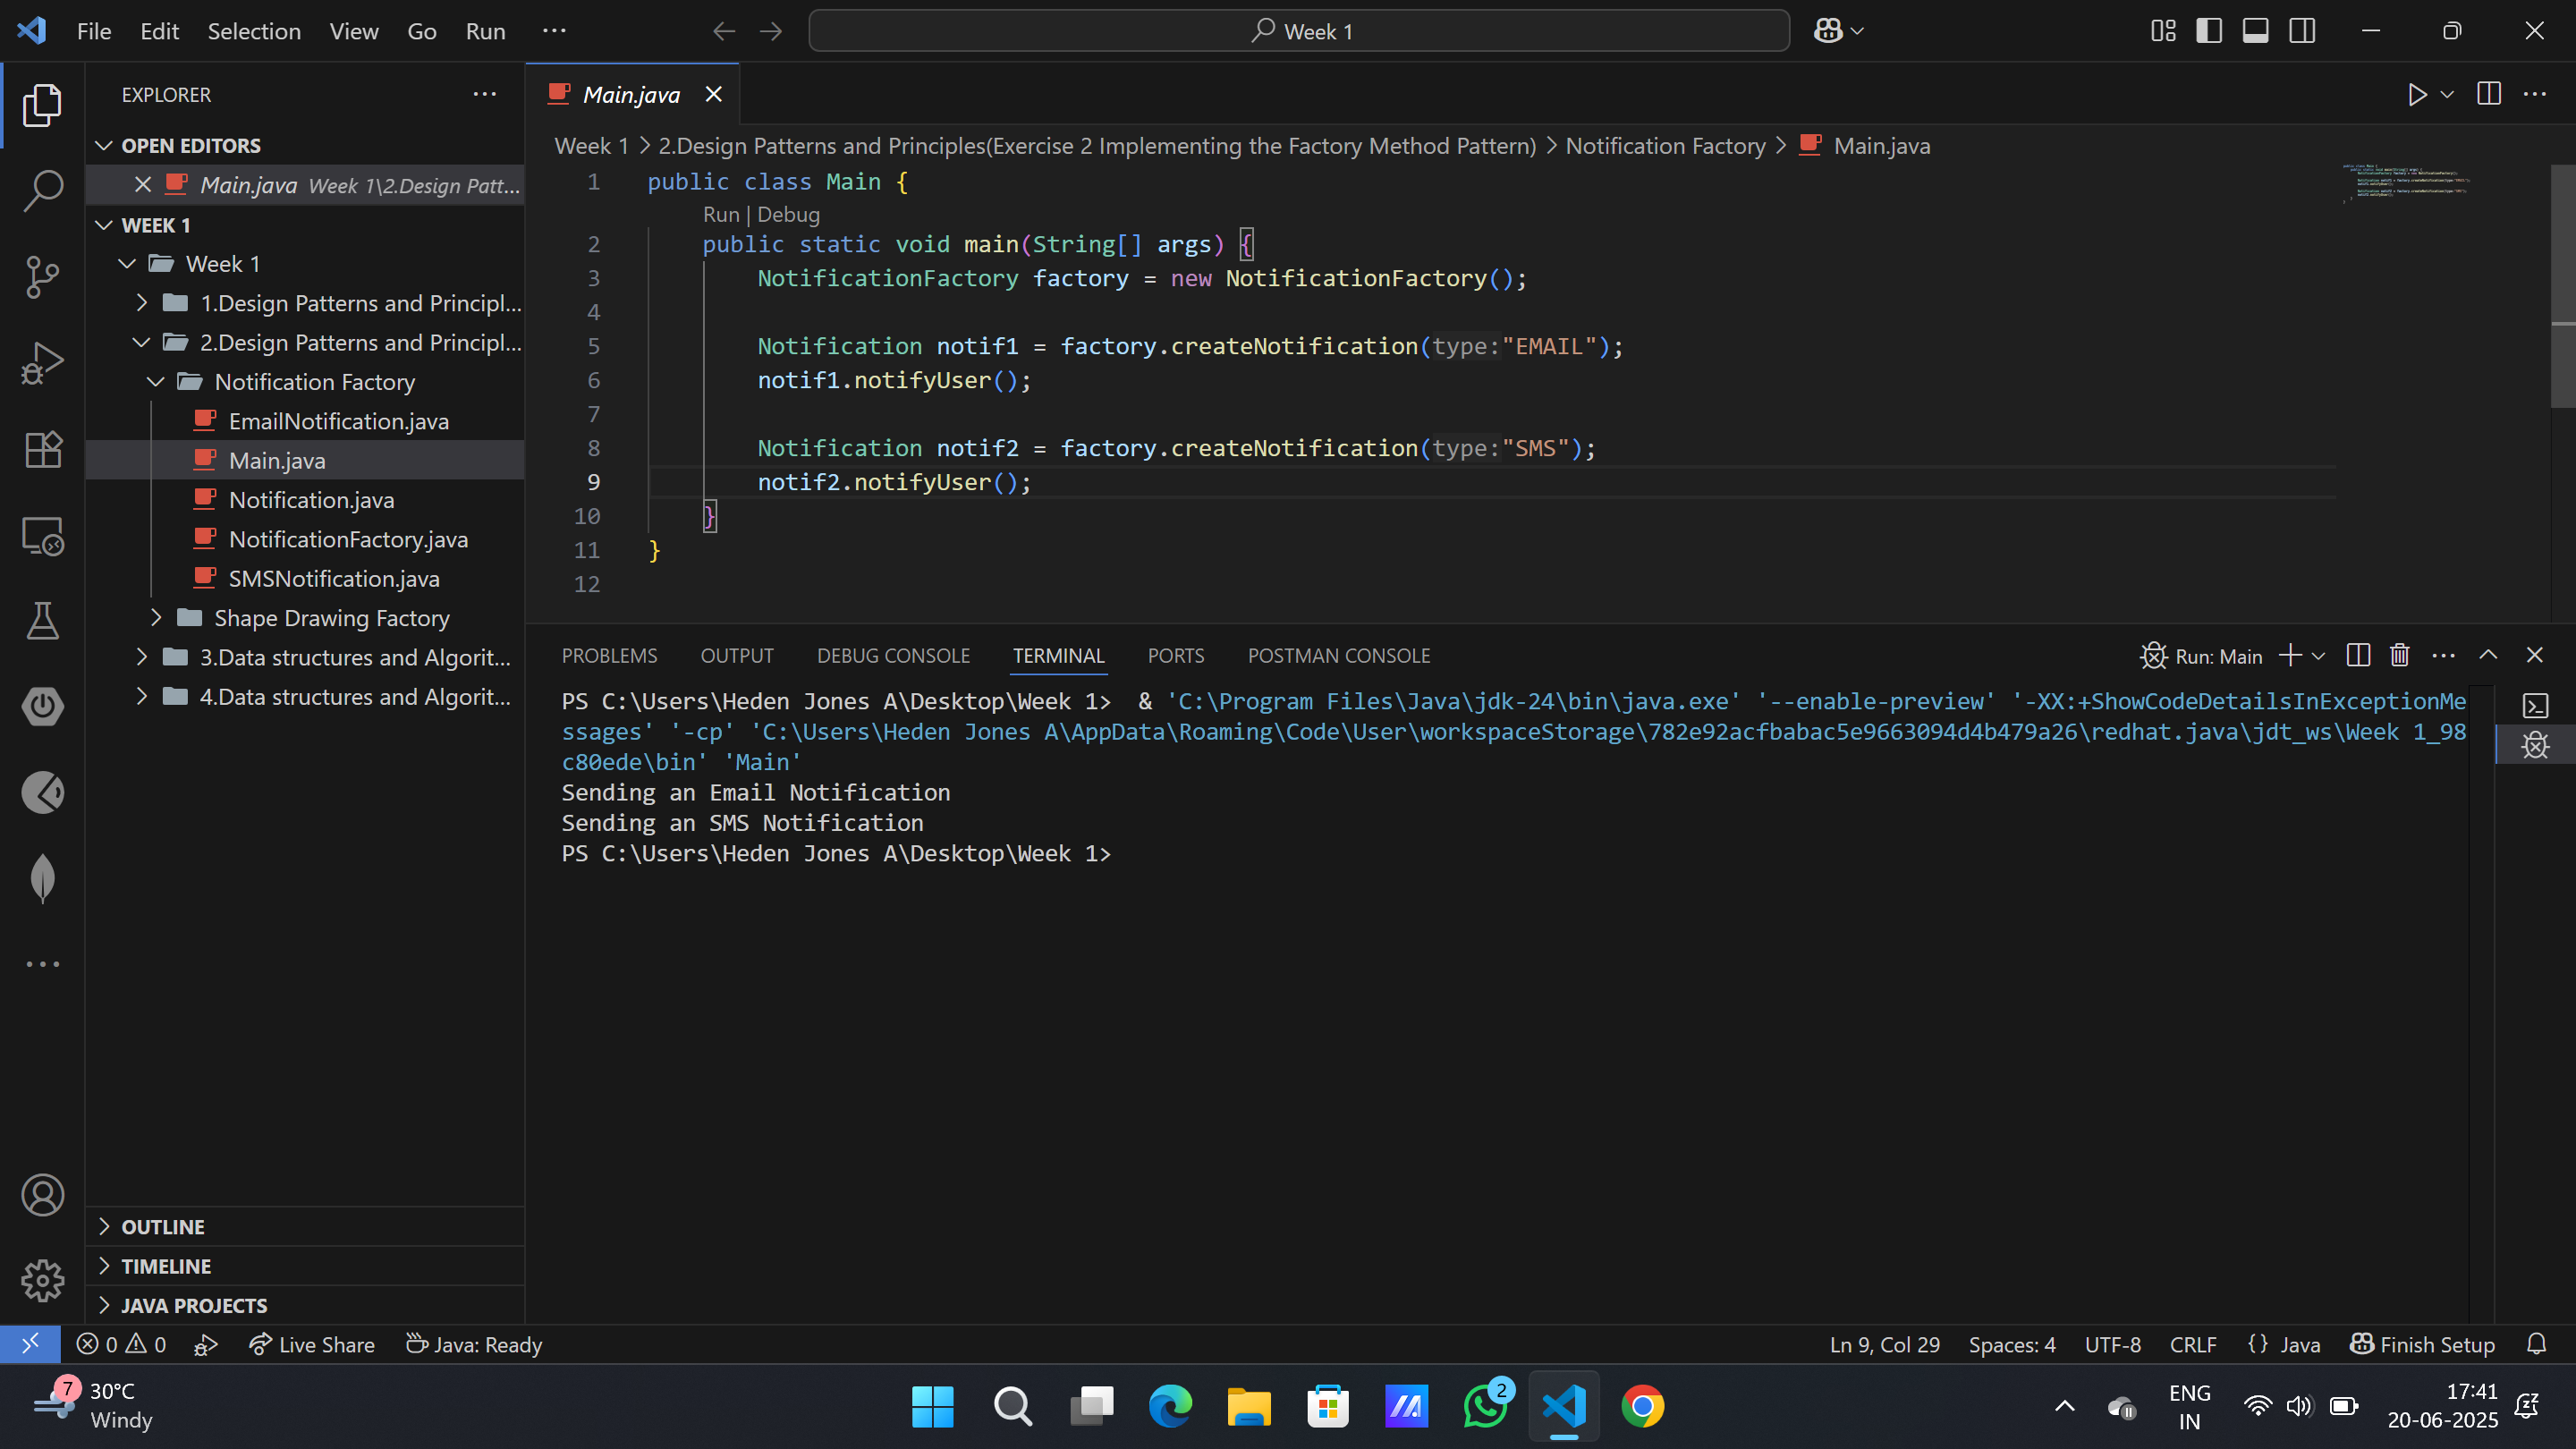 File Edit Selection View Go Run ··· Week 1
EXPLORER
OPEN EDITORS
Main.java Week 1\2.Design Patt...
WEEK 1
Week 1
1.Design Patterns and Principl...
2.Design Patterns and Principl...
Notification Factory
EmailNotification.java
Main.java
Notification.java
NotificationFactory.java
SMSNotification.java
Shape Drawing Factory
3.Data structures and Algorit...
4.Data structures and Algorit...
OUTLINE
TIMELINE
JAVA PROJECTS
Main.java
Week 1 > 2.Design Patterns and Principles(Exercise 2 Implementing the Factory Method Pattern) > Notification Factory > Main.java
1 public class Main {
Run | Debug
2 public static void main(String[] args) {
3 NotificationFactory factory = new NotificationFactory();
4
5 Notification notif1 = factory.createNotification(type:"EMAIL");
6 notif1.notifyUser();
7
8 Notification notif2 = factory.createNotification(type:"SMS");
9 notif2.notifyUser();
10 }
11 }
12
PROBLEMS OUTPUT DEBUG CONSOLE TERMINAL PORTS POSTMAN CONSOLE Run: Main
PS C:\Users\Heden Jones A\Desktop\Week 1>  & 'C:\Program Files\Java\jdk-24\bin\java.exe' '--enable-preview' '-XX:+ShowCodeDetailsInExceptionMe
ssages' '-cp' 'C:\Users\Heden Jones A\AppData\Roaming\Code\User\workspaceStorage\782e92acfbabac5e9663094d4b479a26\redhat.java\jdt_ws\Week 1_98
c80ede\bin' 'Main'
Sending an Email Notification
Sending an SMS Notification
PS C:\Users\Heden Jones A\Desktop\Week 1>
0 0 Live Share Java: Ready Ln 9, Col 29 Spaces: 4 UTF-8 CRLF {} Java Finish Setup
7 30°C
Windy
2
ENG
IN
17:41
20-06-2025